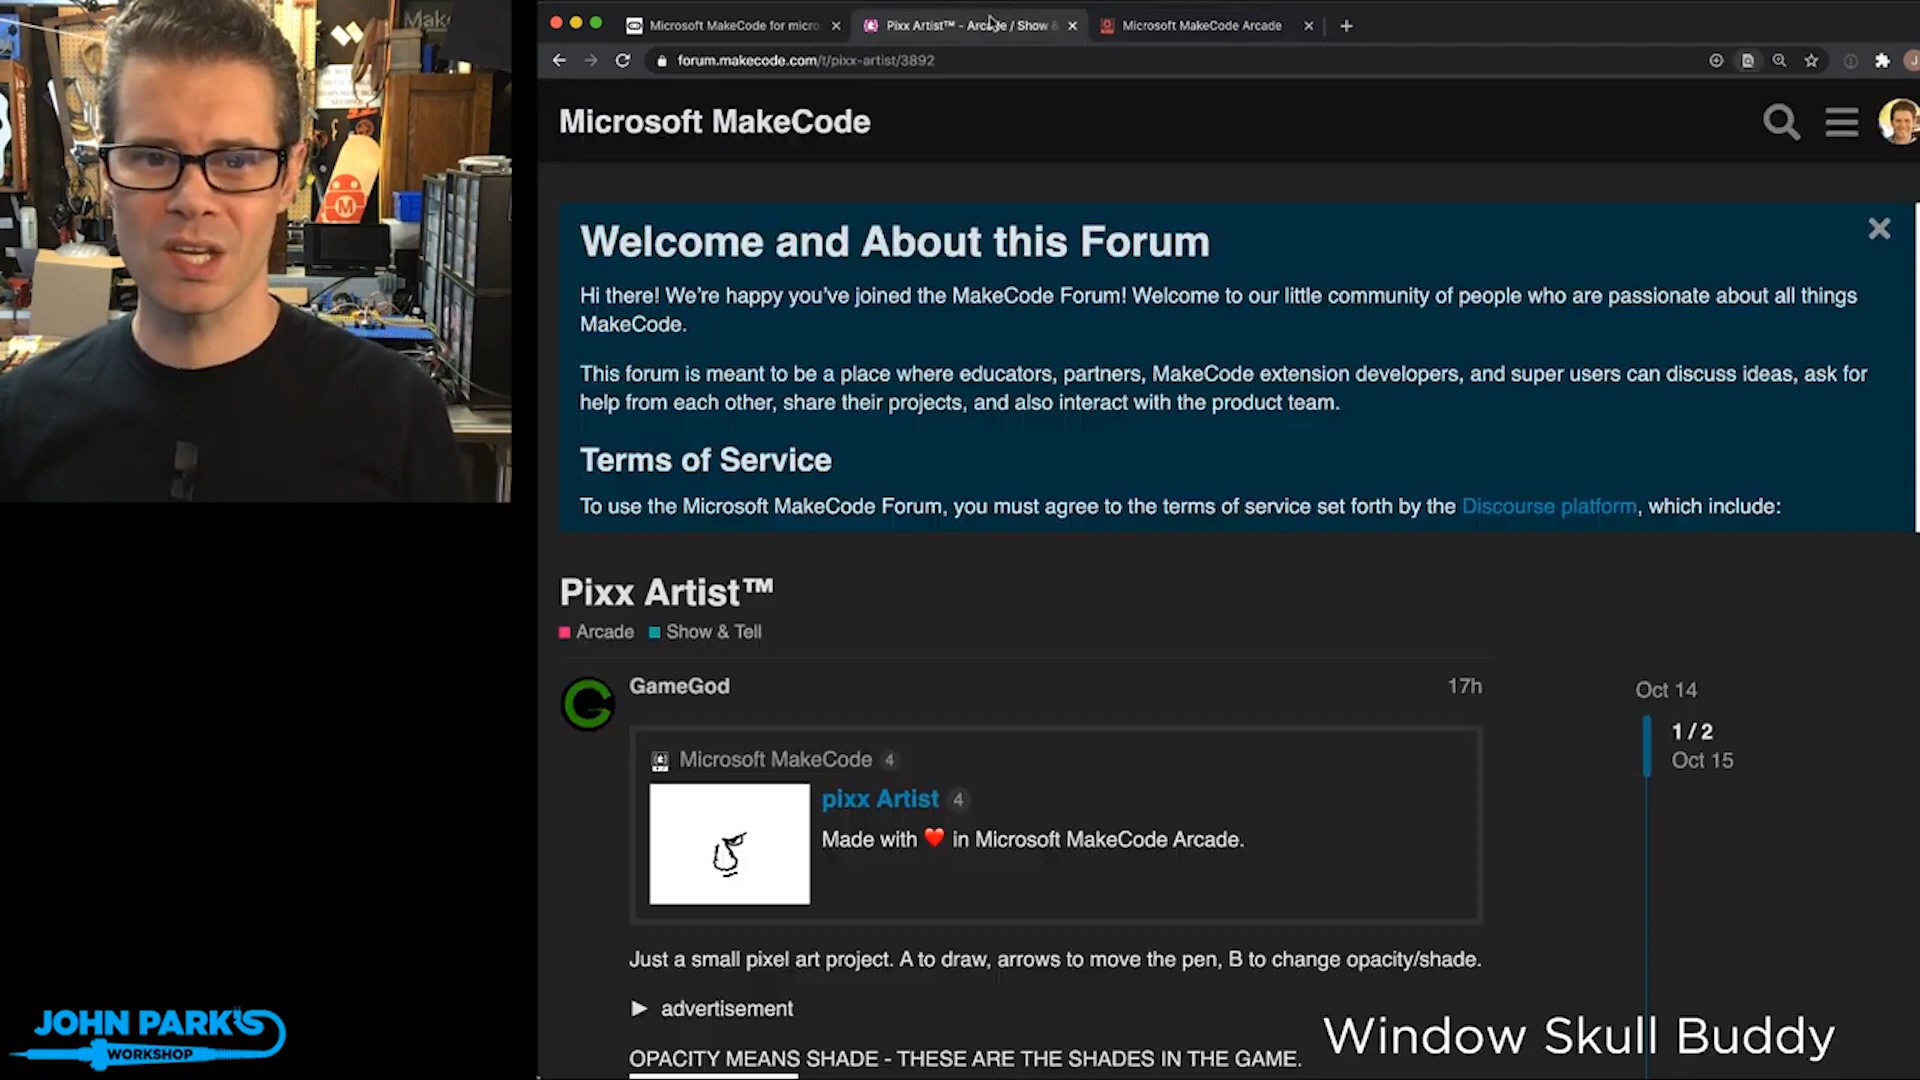 Microsoft MakeCode for micro
Pixx Artist™ - Arcade / Show &
Microsoft MakeCode Arcade
forum.makecode.com/t/pixx-artist/3892
Microsoft MakeCode
Welcome and About this Forum
Hi there! We're happy you've joined the MakeCode Forum! Welcome to our little community of people who are passionate about all things
MakeCode.
This forum is meant to be a place where educators, partners, MakeCode extension developers, and super users can discuss ideas, ask for
help from each other, share their projects, and also interact with the product team.
Terms of Service
To use the Microsoft MakeCode Forum, you must agree to the terms of service set forth by the Discourse platform, which include:
Pixx Artist™
Arcade Show & Tell
GameGod 17h
Oct 14
1 / 2
Oct 15
Microsoft MakeCode 4
pixx Artist 4
Made with ❤️ in Microsoft MakeCode Arcade.
Just a small pixel art project. A to draw, arrows to move the pen, B to change opacity/shade.
▶ advertisement
OPACITY MEANS SHADE - THESE ARE THE SHADES IN THE GAME.
Window Skull Buddy
JOHN PARK'S
WORKSHOP
M
J